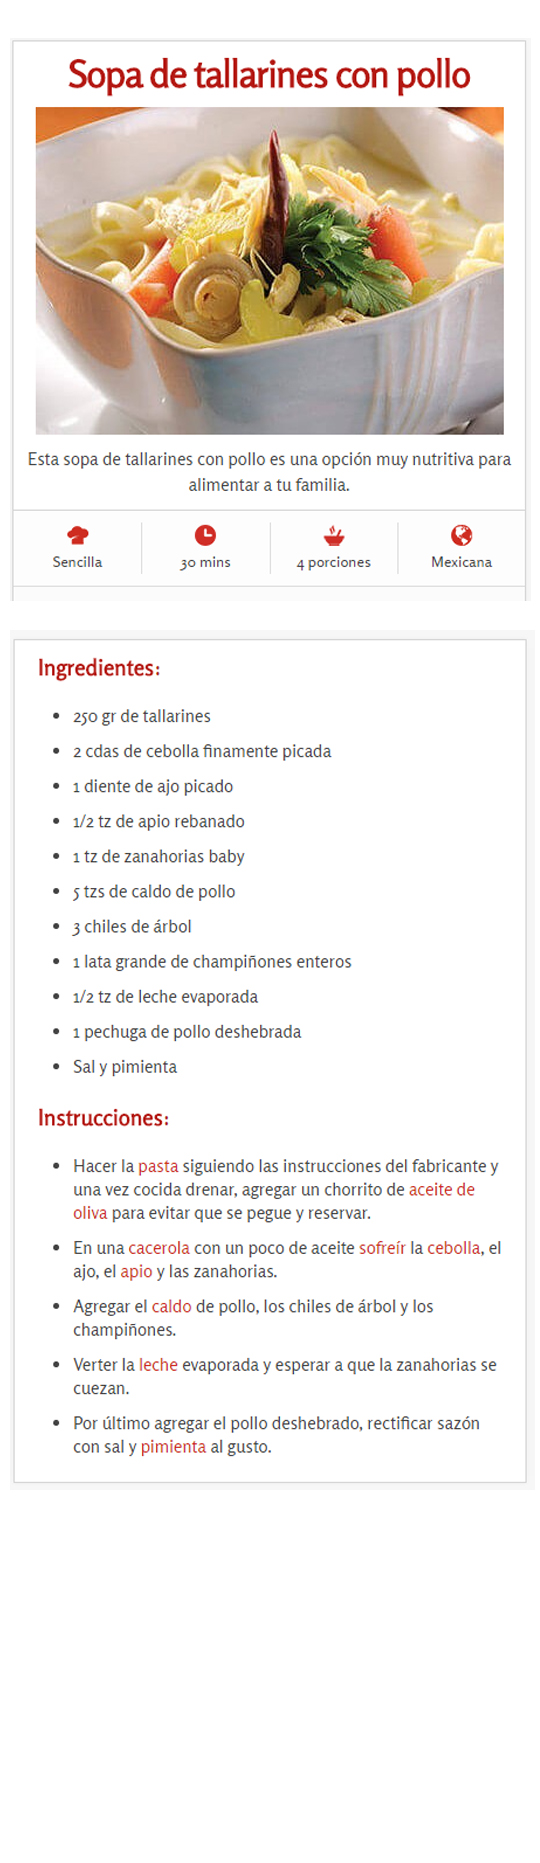 Sopa de tallarines con pollo
Esta sopa de tallarines con pollo es una opción muy nutritiva para
alimentar a tu familia.
Sencilla
30 mins
4 porciones
Mexicana
Ingredientes:
• 250 gr de tallarines
• 2 cdas de cebolla finamente picada
• 1 diente de ajo picado
• 1/2 tz de apio rebanado
• 1 tz de zanahorias baby
• 5 tzs de caldo de pollo
• 3 chiles de árbol
• 1 lata grande de champiñones enteros
• 1/2 tz de leche evaporada
• 1 pechuga de pollo deshebrada
• Sal y pimienta
Instrucciones:
• Hacer la pasta siguiendo las instrucciones del fabricante y
una vez cocida drenar, agregar un chorrito de aceite de
oliva para evitar que se pegue y reservar.
• En una cacerola con un poco de aceite sofreír la cebolla, el
ajo, el apio y las zanahorias.
• Agregar el caldo de pollo, los chiles de árbol y los
champiñones.
• Verter la leche evaporada y esperar a que la zanahorias se
cuezan.
• Por último agregar el pollo deshebrado, rectificar sazón
con sal y pimienta al gusto.